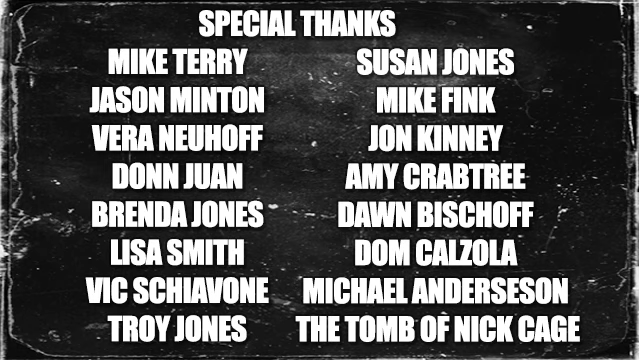 SPECIAL THANKS
MIKE TERRY
JASON MINTON
VERA NEUHOFF
DONN JUAN
BRENDA JONES
LISA SMITH
VIC SCHIAVONE
TROY JONES
SUSAN JONES
MIKE FINK
JON KINNEY
AMY CRABTREE
DAWN BISCHOFF
DOM CALZOLA
MICHAEL ANDERSESON
THE TOMB OF NICK CAGE